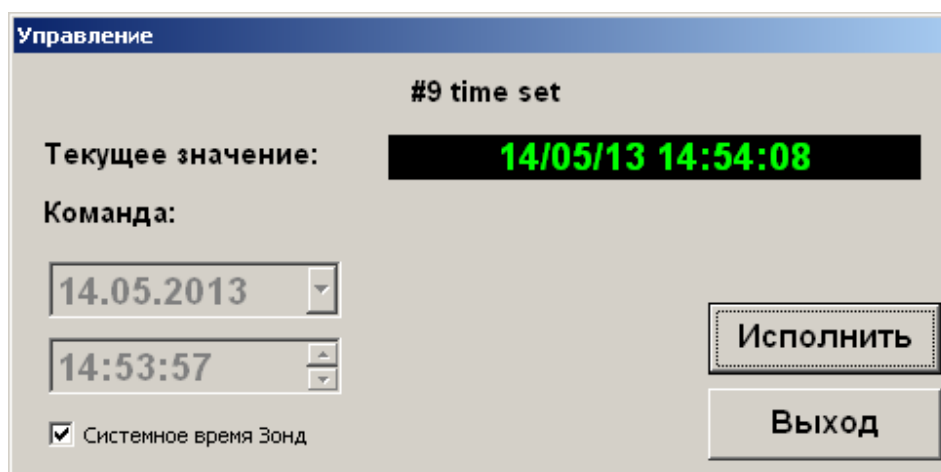 Управление
#9 time set
Текущее значение: 14/05/13 14:54:08
Команда:
14.05.2013
14:53:57
Исполнить
Системное время Зонд
Выход